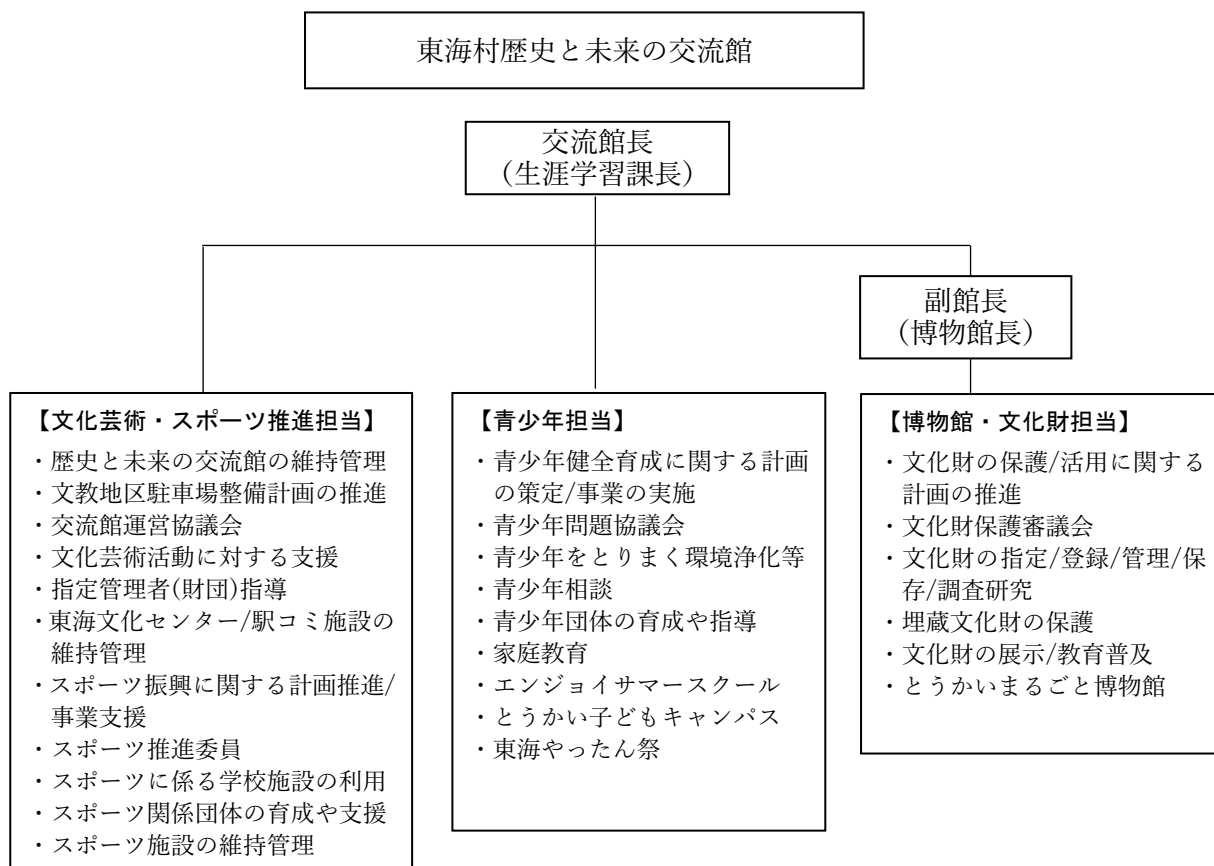 東海村歴史と未来の交流館
交流館長
（生涯学習課長）
副館長
（博物館長）
【文化芸術・スポーツ推進担当】
・歴史と未来の交流館の維持管理
・文教地区駐車場整備計画の推進
・交流館運営協議会
・文化芸術活動に対する支援
・指定管理者(財団)指導
・東海文化センター/駅コミ施設の
維持管理
・スポーツ振興に関する計画推進/
事業支援
・スポーツ推進委員
・スポーツに係る学校施設の利用
・スポーツ関係団体の育成や支援
・スポーツ施設の維持管理
【青少年担当】
・青少年健全育成に関する計画
の策定/事業の実施
・青少年問題協議会
・青少年をとりまく環境浄化等
・青少年相談
・青少年団体の育成や指導
・家庭教育
・エンジョイサマースクール
・とうかい子どもキャンパス
・東海やったん祭
【博物館・文化財担当】
・文化財の保護/活用に関する
計画の推進
・文化財保護審議会
・文化財の指定/登録/管理/保
存/調査研究
・埋蔵文化財の保護
・文化財の展示/教育普及
・とうかいまるごと博物館